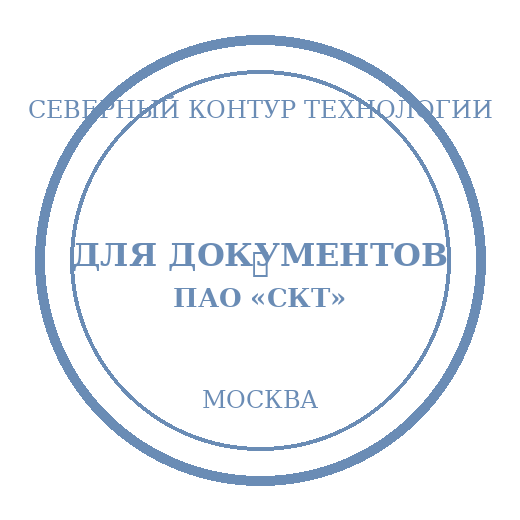 СЕВЕРНЫЙ КОНТУР ТЕХНОЛОГИИ
ДЛЯ ДОКУМЕНТОВ
ПАО «СКТ»
МОСКВА